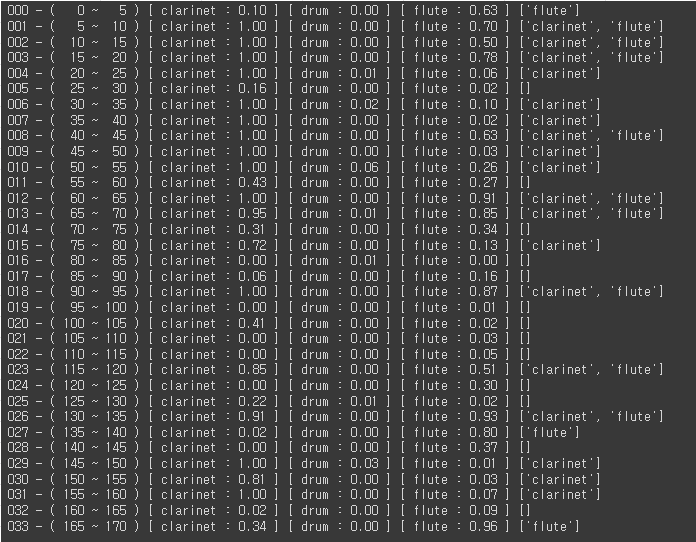 000 - (   0 ~   5 ) [ clarinet : 0.10 ] [ drum : 0.00 ] [ flute : 0.63 ] ['flute']
001 - (   5 ~  10 ) [ clarinet : 1.00 ] [ drum : 0.00 ] [ flute : 0.70 ] ['clarinet', 'flute']
002 - (  10 ~  15 ) [ clarinet : 1.00 ] [ drum : 0.00 ] [ flute : 0.50 ] ['clarinet', 'flute']
003 - (  15 ~  20 ) [ clarinet : 1.00 ] [ drum : 0.00 ] [ flute : 0.78 ] ['clarinet', 'flute']
004 - (  20 ~  25 ) [ clarinet : 1.00 ] [ drum : 0.01 ] [ flute : 0.06 ] ['clarinet']
005 - (  25 ~  30 ) [ clarinet : 0.16 ] [ drum : 0.00 ] [ flute : 0.02 ] []
006 - (  30 ~  35 ) [ clarinet : 1.00 ] [ drum : 0.02 ] [ flute : 0.10 ] ['clarinet']
007 - (  35 ~  40 ) [ clarinet : 1.00 ] [ drum : 0.00 ] [ flute : 0.02 ] ['clarinet']
008 - (  40 ~  45 ) [ clarinet : 1.00 ] [ drum : 0.00 ] [ flute : 0.63 ] ['clarinet', 'flute']
009 - (  45 ~  50 ) [ clarinet : 1.00 ] [ drum : 0.00 ] [ flute : 0.03 ] ['clarinet']
010 - (  50 ~  55 ) [ clarinet : 1.00 ] [ drum : 0.06 ] [ flute : 0.26 ] ['clarinet']
011 - (  55 ~  60 ) [ clarinet : 0.43 ] [ drum : 0.00 ] [ flute : 0.27 ] []
012 - (  60 ~  65 ) [ clarinet : 1.00 ] [ drum : 0.00 ] [ flute : 0.91 ] ['clarinet', 'flute']
013 - (  65 ~  70 ) [ clarinet : 0.95 ] [ drum : 0.01 ] [ flute : 0.85 ] ['clarinet', 'flute']
014 - (  70 ~  75 ) [ clarinet : 0.31 ] [ drum : 0.00 ] [ flute : 0.34 ] []
015 - (  75 ~  80 ) [ clarinet : 0.72 ] [ drum : 0.00 ] [ flute : 0.13 ] ['clarinet']
016 - (  80 ~  85 ) [ clarinet : 0.00 ] [ drum : 0.01 ] [ flute : 0.00 ] []
017 - (  85 ~  90 ) [ clarinet : 0.06 ] [ drum : 0.00 ] [ flute : 0.16 ] []
018 - (  90 ~  95 ) [ clarinet : 1.00 ] [ drum : 0.00 ] [ flute : 0.87 ] ['clarinet', 'flute']
019 - (  95 ~ 100 ) [ clarinet : 0.00 ] [ drum : 0.00 ] [ flute : 0.01 ] []
020 - ( 100 ~ 105 ) [ clarinet : 0.41 ] [ drum : 0.00 ] [ flute : 0.02 ] []
021 - ( 105 ~ 110 ) [ clarinet : 0.00 ] [ drum : 0.00 ] [ flute : 0.03 ] []
022 - ( 110 ~ 115 ) [ clarinet : 0.00 ] [ drum : 0.00 ] [ flute : 0.05 ] []
023 - ( 115 ~ 120 ) [ clarinet : 0.85 ] [ drum : 0.00 ] [ flute : 0.51 ] ['clarinet', 'flute']
024 - ( 120 ~ 125 ) [ clarinet : 0.00 ] [ drum : 0.00 ] [ flute : 0.30 ] []
025 - ( 125 ~ 130 ) [ clarinet : 0.22 ] [ drum : 0.01 ] [ flute : 0.02 ] []
026 - ( 130 ~ 135 ) [ clarinet : 0.91 ] [ drum : 0.00 ] [ flute : 0.93 ] ['clarinet', 'flute']
027 - ( 135 ~ 140 ) [ clarinet : 0.02 ] [ drum : 0.00 ] [ flute : 0.80 ] ['flute']
028 - ( 140 ~ 145 ) [ clarinet : 0.00 ] [ drum : 0.00 ] [ flute : 0.37 ] []
029 - ( 145 ~ 150 ) [ clarinet : 1.00 ] [ drum : 0.03 ] [ flute : 0.01 ] ['clarinet']
030 - ( 150 ~ 155 ) [ clarinet : 0.81 ] [ drum : 0.00 ] [ flute : 0.03 ] ['clarinet']
031 - ( 155 ~ 160 ) [ clarinet : 1.00 ] [ drum : 0.00 ] [ flute : 0.07 ] ['clarinet']
032 - ( 160 ~ 165 ) [ clarinet : 0.02 ] [ drum : 0.00 ] [ flute : 0.09 ] []
033 - ( 165 ~ 170 ) [ clarinet : 0.34 ] [ drum : 0.00 ] [ flute : 0.96 ] ['flute']